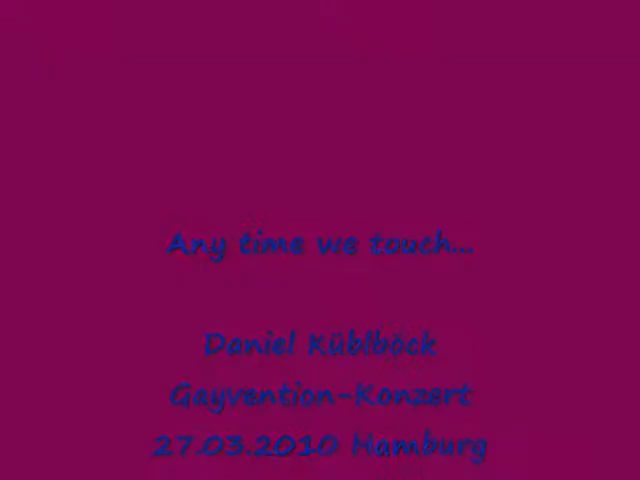 Any time we touch...
Daniel Küblböck
Gayvention-Konzert
27.03.2010 Hamburg